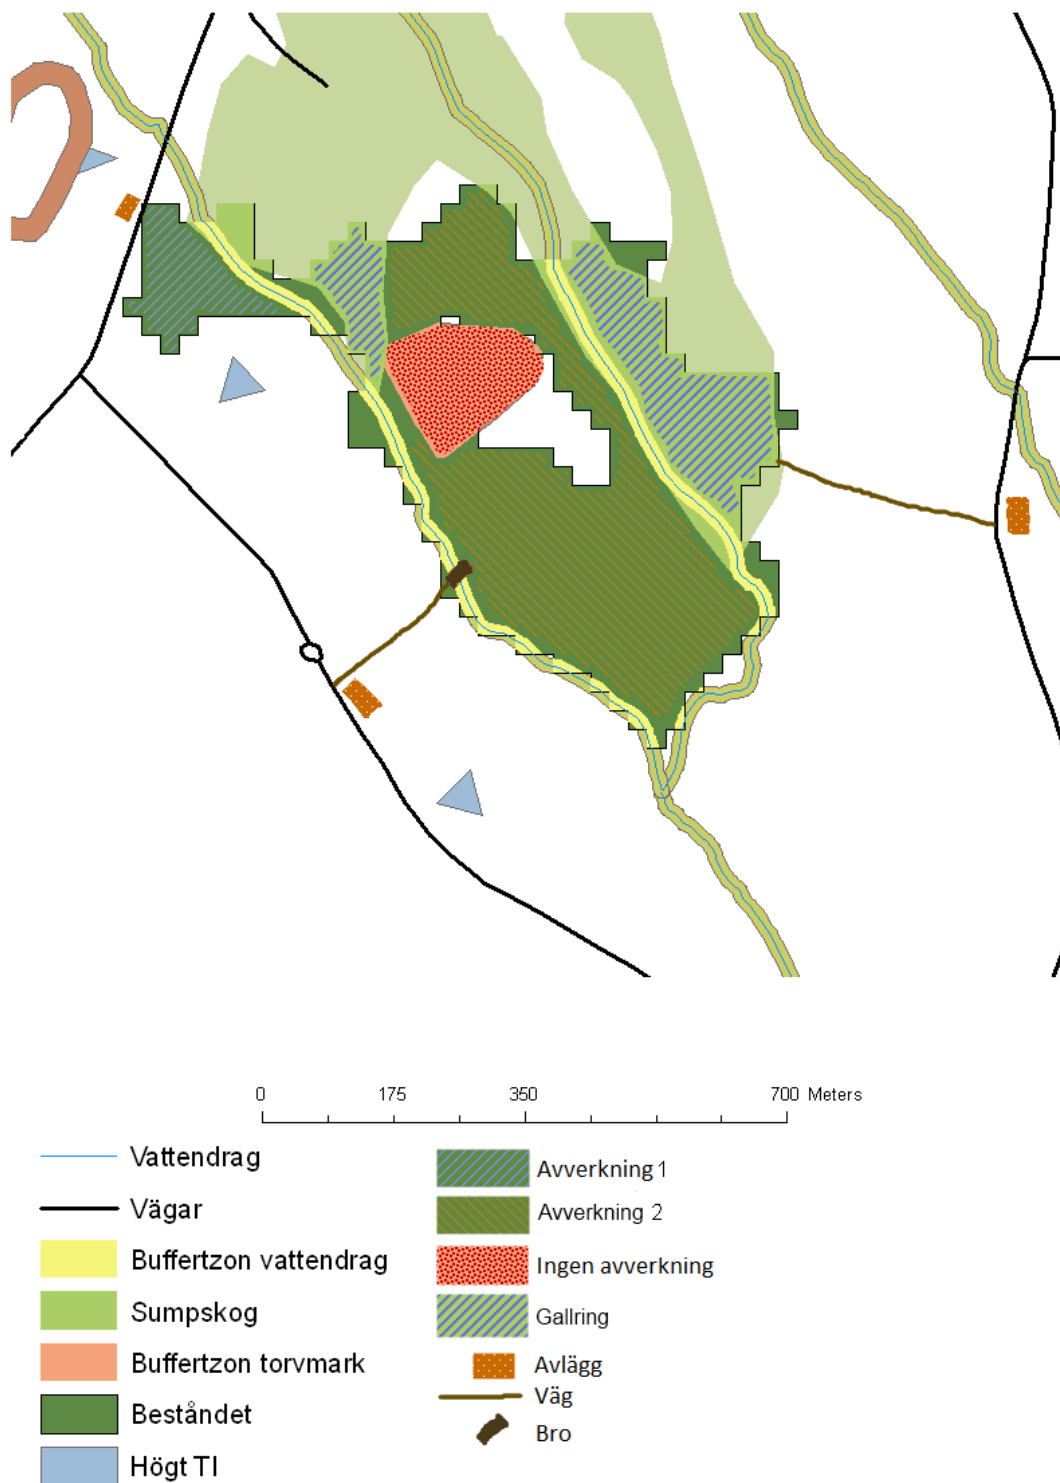 0 175 350 700 Meters
Vattendrag
Vägar
Buffertzon vattendrag
Sumpskog
Buffertzon torvmark
Beståndet
Högt TI
Avverkning 1
Avverkning 2
Ingen avverkning
Gallring
Avlägg
Väg
Bro